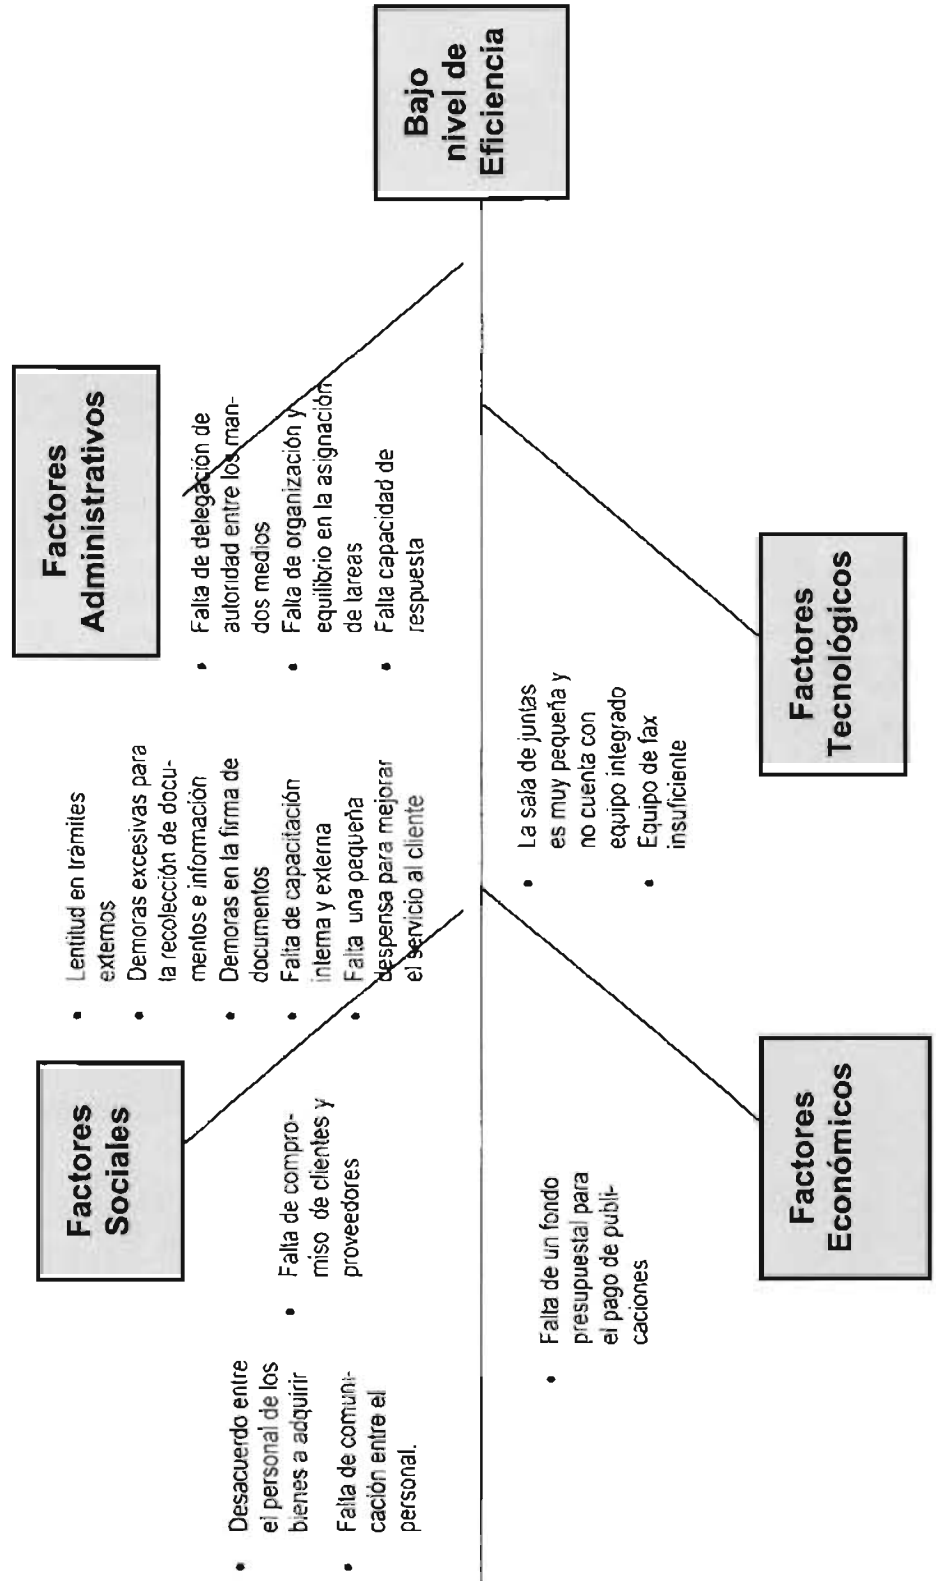 Factores
Sociales
Factores
Administrativos
Bajo
nivel de
Eficiencia
• Desacuerdo entre
el personal de los
bienes a adquirir
• Falta de comuni-
cación entre el
personal.
• Falta de compro-
miso de clientes y
proveedores
• Lentitud en trámites
externos
• Demoras excesivas para
la recolección de docu-
mentos e información
• Demoras en la firma de
documentos
• Falta de capacitación
interna y externa
• Falta una pequeña
despensa para mejorar
el servicio al cliente
• Falta de delegación de
autoridad entre los man-
dos medios
• Falta de organización y
equilibrio en la asignación
de tareas
• Falta capacidad de
respuesta
• Falta de un fondo
presupuestal para
el pago de publi-
caciones
• La sala de juntas
es muy pequeña y
no cuenta con
equipo integrado
• Equipo de fax
insuficiente
Factores
Económicos
Factores
Tecnológicos